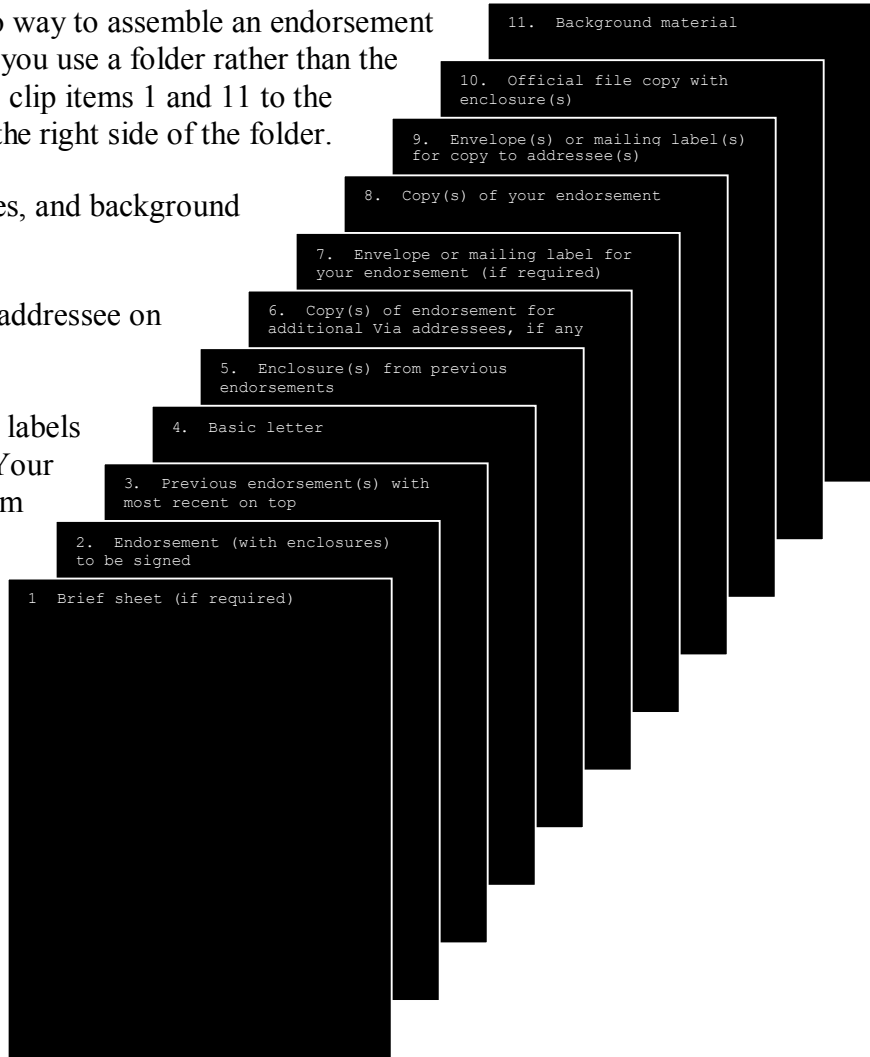 o way to assemble an endorsement
you use a folder rather than the
clip items 1 and 11 to the
the right side of the folder.
es, and background
addressee on
labels
Your
m
11. Background material
10. Official file copy with
enclosure(s)
9. Envelope(s) or mailing label(s)
for copy to addressee(s)
8. Copy(s) of your endorsement
7. Envelope or mailing label for
your endorsement (if required)
6. Copy(s) of endorsement for
additional Via addressees, if any
5. Enclosure(s) from previous
endorsements
4. Basic letter
3. Previous endorsement(s) with
most recent on top
2. Endorsement (with enclosures)
to be signed
1 Brief sheet (if required)